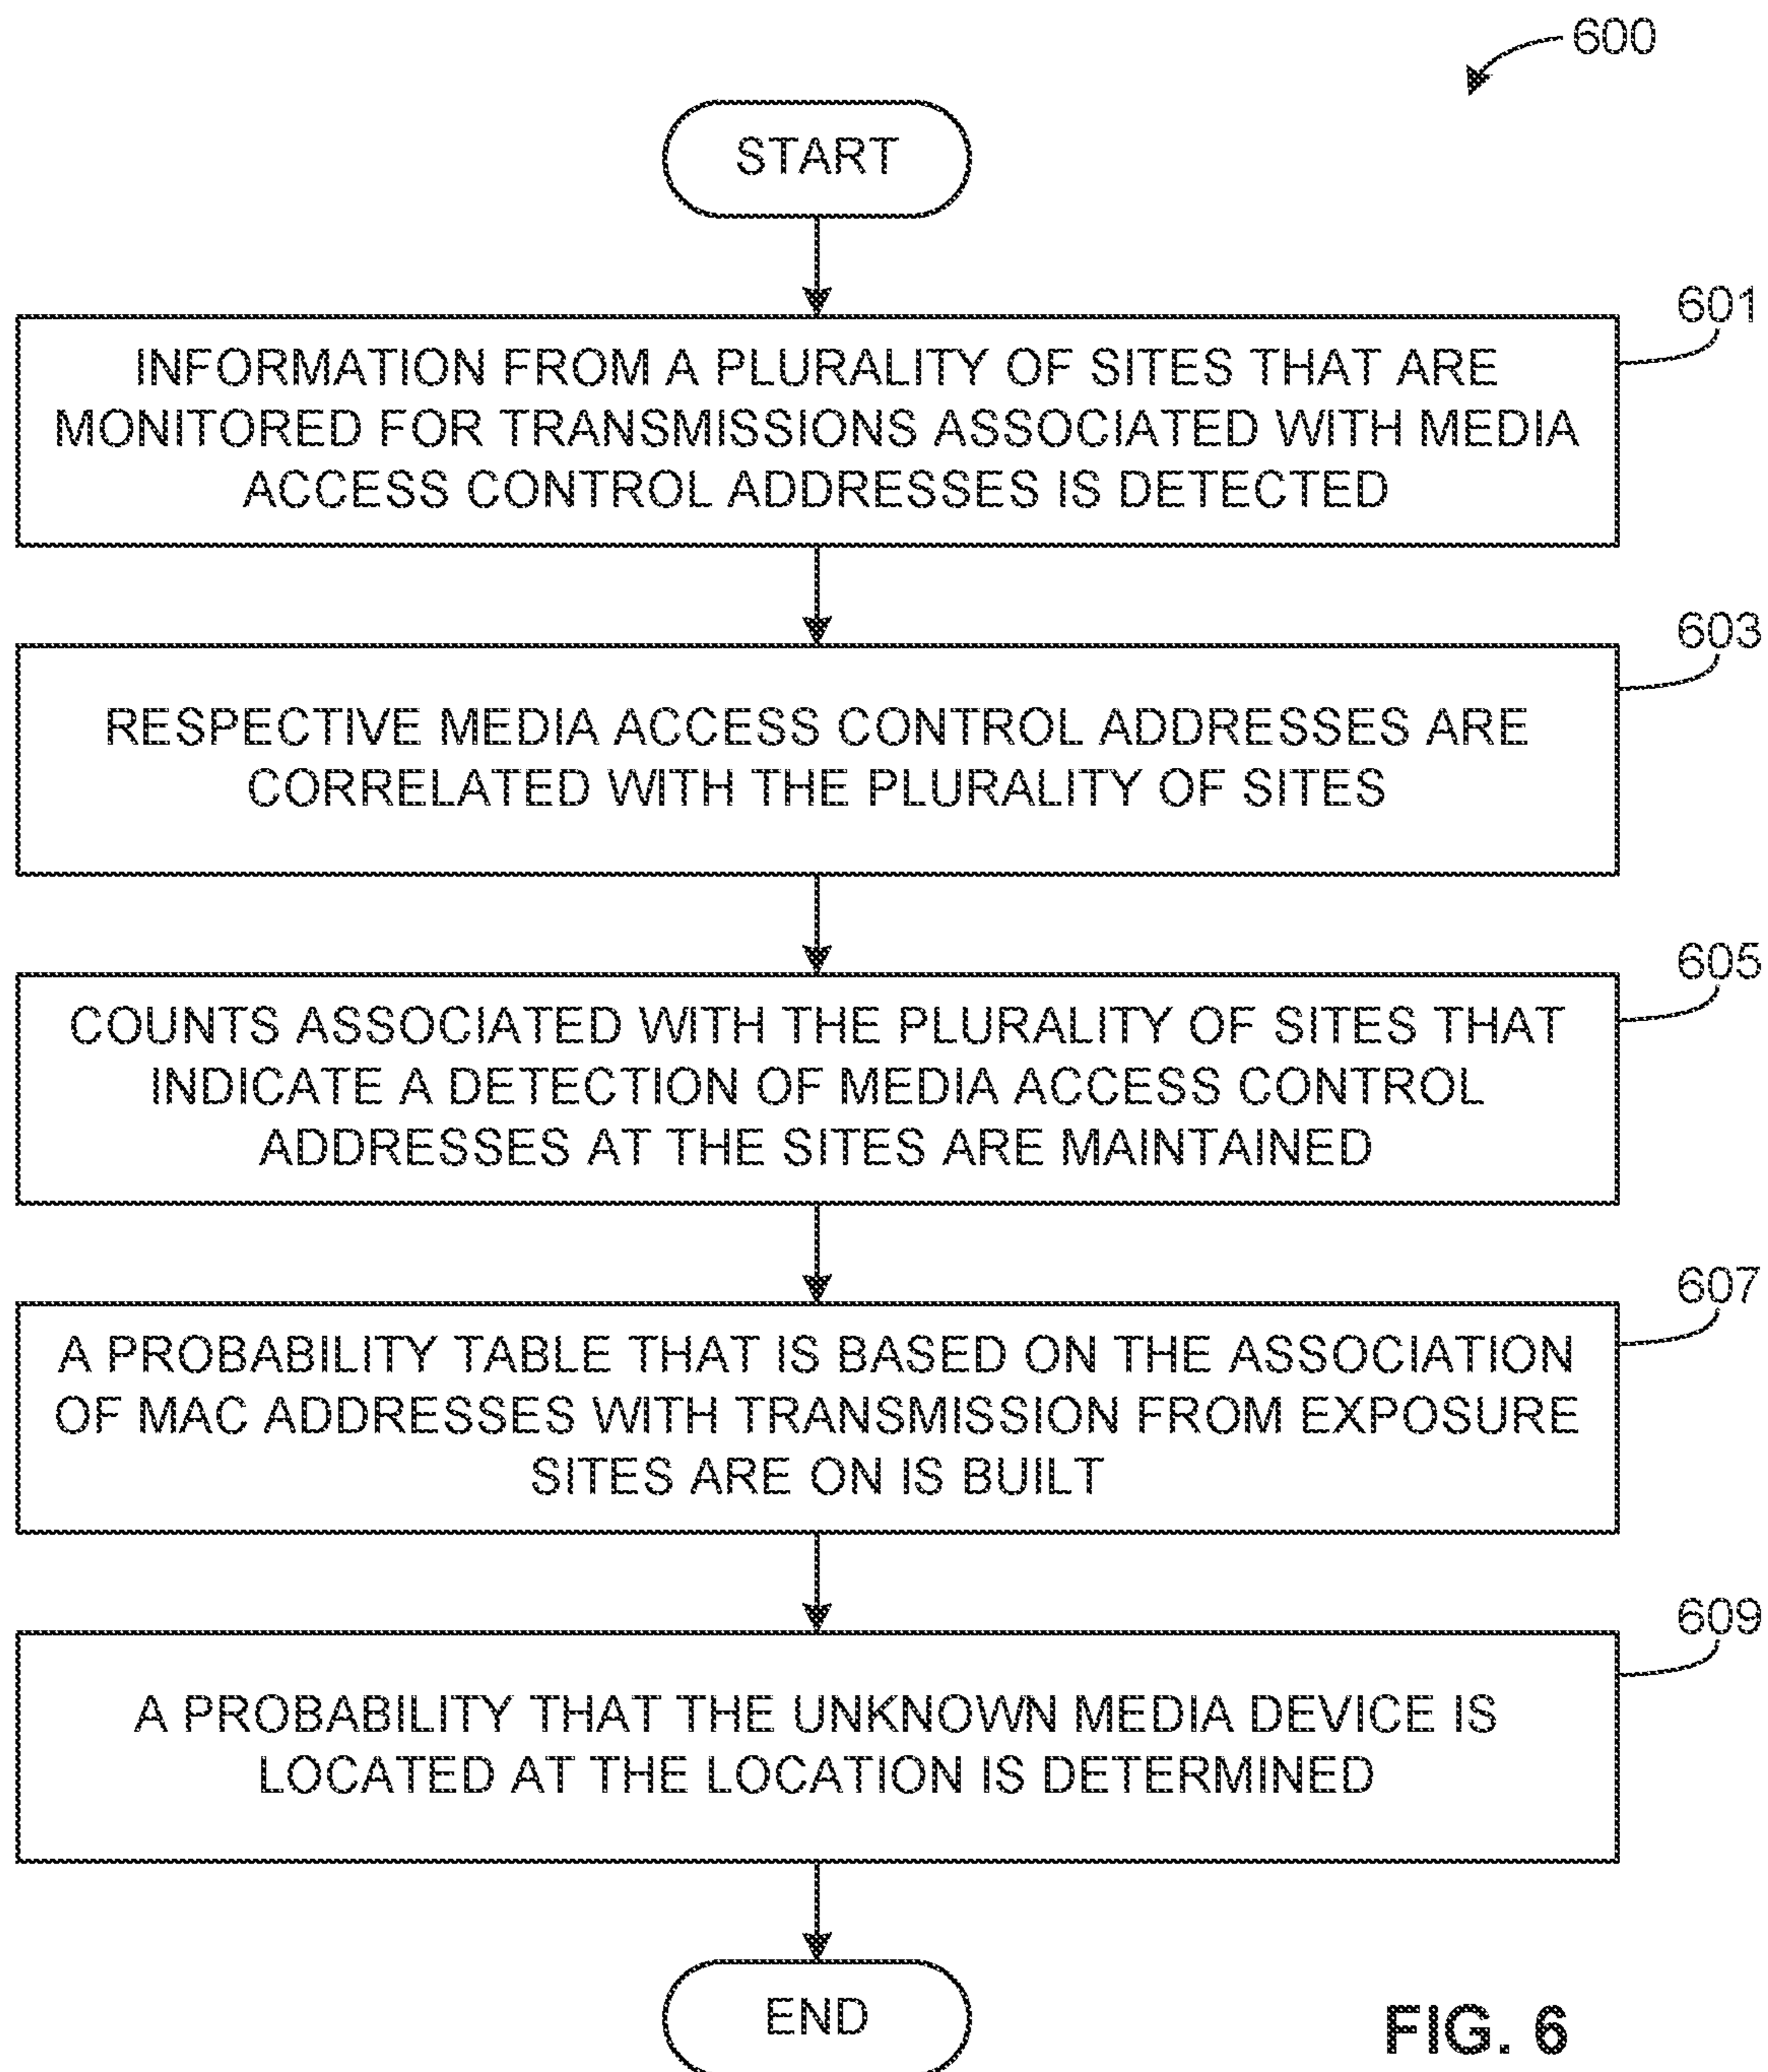 600
START
601
INFORMATION FROM A PLURALITY OF SITES THAT ARE
MONITORED FOR TRANSMISSIONS ASSOCIATED WITH MEDIA
ACCESS CONTROL ADDRESSES IS DETECTED
603
RESPECTIVE MEDIA ACCESS CONTROL ADDRESSES ARE
CORRELATED WITH THE PLURALITY OF SITES
605
COUNTS ASSOCIATED WITH THE PLURALITY OF SITES THAT
INDICATE A DETECTION OF MEDIA ACCESS CONTROL
ADDRESSES AT THE SITES ARE MAINTAINED
607
A PROBABILITY TABLE THAT IS BASED ON THE ASSOCIATION
OF MAC ADDRESSES WITH TRANSMISSION FROM EXPOSURE
SITES ARE ON IS BUILT
609
A PROBABILITY THAT THE UNKNOWN MEDIA DEVICE IS
LOCATED AT THE LOCATION IS DETERMINED
END
FIG. 6